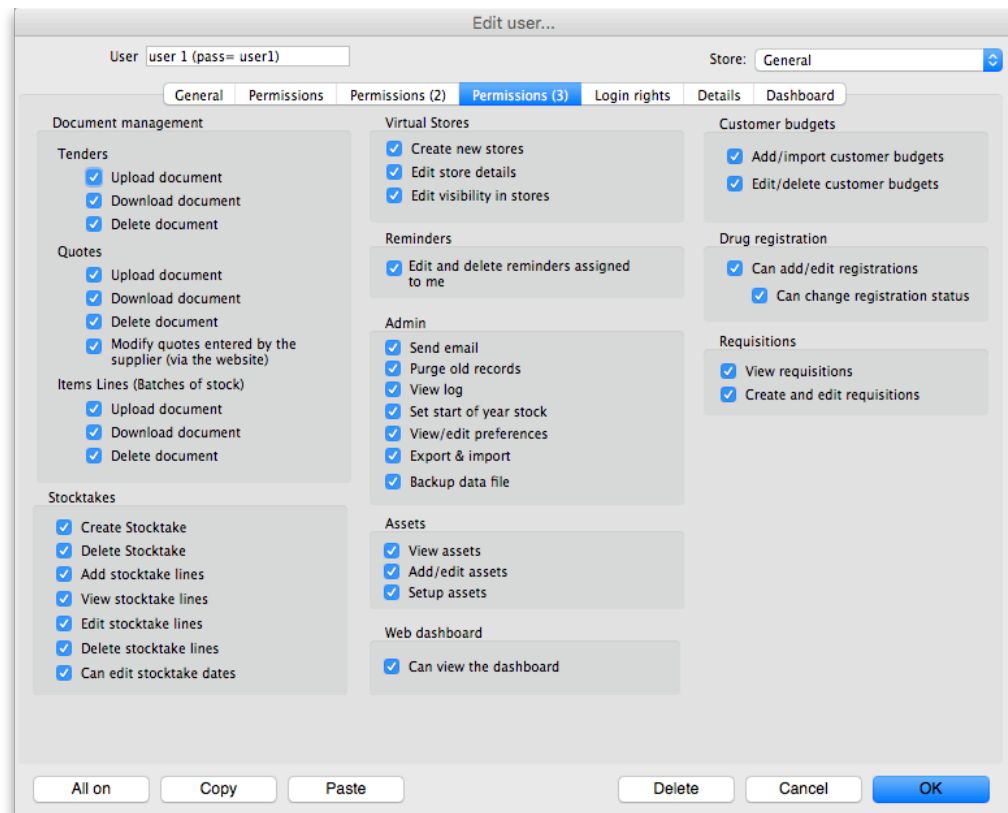 Edit user...
User user 1 (pass= user1)
Store: General
General Permissions Permissions (2) Permissions (3) Login rights Details Dashboard
Document management
Tenders
Upload document
Download document
Delete document
Quotes
Upload document
Download document
Delete document
Modify quotes entered by the
supplier (via the website)
Items Lines (Batches of stock)
Upload document
Download document
Delete document
Stocktakes
Create Stocktake
Delete Stocktake
Add stocktake lines
View stocktake lines
Edit stocktake lines
Delete stocktake lines
Can edit stocktake dates
Virtual Stores
Create new stores
Edit store details
Edit visibility in stores
Reminders
Edit and delete reminders assigned
to me
Admin
Send email
Purge old records
View log
Set start of year stock
View/edit preferences
Export & import
Backup data file
Assets
View assets
Add/edit assets
Setup assets
Web dashboard
Can view the dashboard
Customer budgets
Add/import customer budgets
Edit/delete customer budgets
Drug registration
Can add/edit registrations
Can change registration status
Requisitions
View requisitions
Create and edit requisitions
All on Copy Paste Delete Cancel OK